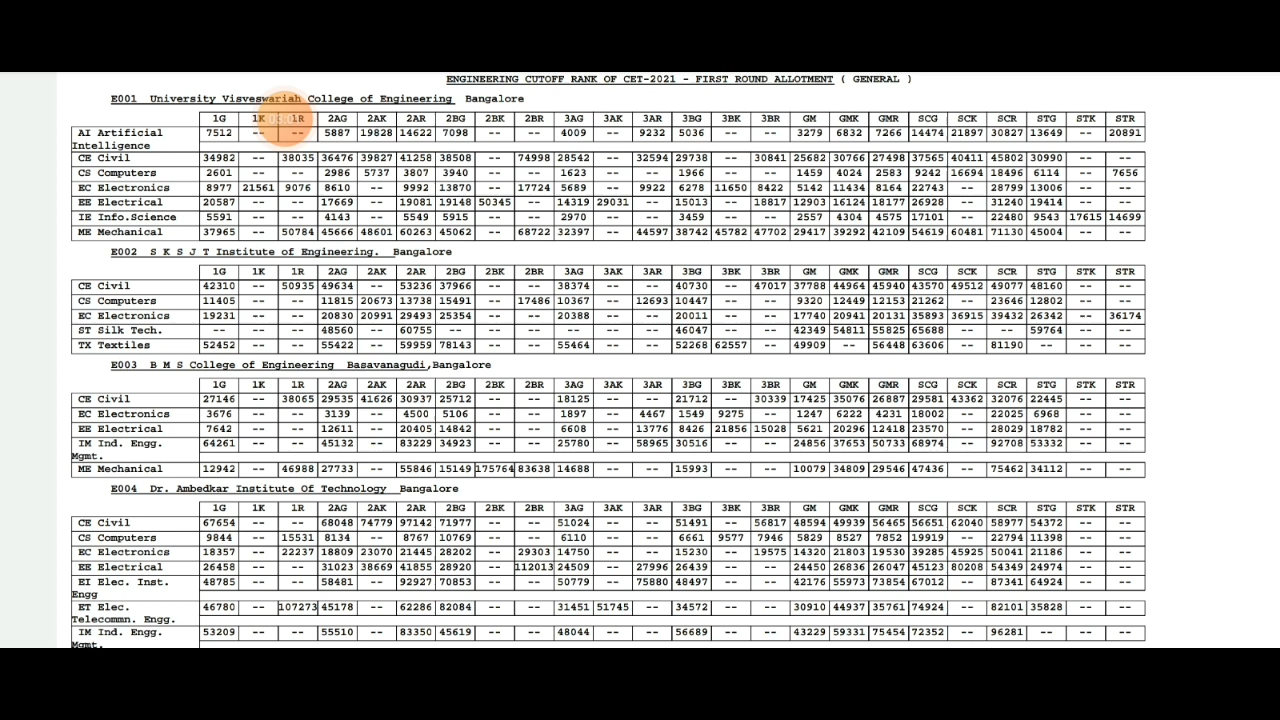 ENGINEERING CUTOFF RANK OF CET-2021 - FIRST ROUND ALLOTMENT ( GENERAL )
E001 University Visveswariah College of Engineering Bangalore
1G 1K 1R 2AG 2AK 2AR 2BG 2BK 2BR 3AG 3AK 3AR 3BG 3BK 3BR GM GMK GMR SCG SCK SCR STG STK STR
AI Artificial 7512 -- -- 5887 19828 14622 7098 -- -- 4009 -- 9232 5036 -- -- 3279 6832 7266 14474 21897 30827 13649 -- 20891
Intelligence
CE Civil 34982 -- 38035 36476 39827 41258 38508 -- 74998 28542 -- 32594 29738 -- 30841 25682 30766 27498 37565 40411 45802 30990 -- --
CS Computers 2601 -- -- 2986 5737 3807 3940 -- -- 1623 -- -- 1966 -- -- 1459 4024 2583 9242 16694 18496 6114 -- 7656
EC Electronics 8977 21561 9076 8610 -- 9992 13870 -- 17724 5689 -- 9922 6278 11650 8422 5142 11434 8164 22743 -- 28799 13006 -- --
EE Electrical 20587 -- -- 17669 -- 19081 19148 50345 -- 14319 29031 -- 15013 -- 18817 12903 16124 18177 26928 -- 31240 19414 -- --
IE Info.Science 5591 -- -- 4143 -- 5549 5915 -- -- 2970 -- -- 3459 -- -- 2557 4304 4575 17101 -- 22480 9543 17615 14699
ME Mechanical 37965 -- 50784 45666 48601 60263 45062 -- 68722 32397 -- 44597 38742 45782 47702 29417 39292 42109 54619 60481 71130 45004 -- --
E002 S K S J T Institute of Engineering. Bangalore
1G 1K 1R 2AG 2AK 2AR 2BG 2BK 2BR 3AG 3AK 3AR 3BG 3BK 3BR GM GMK GMR SCG SCK SCR STG STK STR
CE Civil 42310 -- 50935 49634 -- 53236 37966 -- -- 38374 -- -- 40730 -- 47017 37788 44964 45940 43570 49512 49077 48160 -- --
CS Computers 11405 -- -- 11815 20673 13738 15491 -- 17486 10367 -- 12693 10447 -- -- 9320 12449 12153 21262 -- 23646 12802 -- --
EC Electronics 19231 -- -- 20830 20991 29493 25354 -- -- 20388 -- -- 20011 -- -- 17740 20941 20131 35893 36915 39432 26342 -- 36174
ST Silk Tech. -- -- -- 48560 -- 60755 -- -- -- -- -- -- 46047 -- -- 42349 54811 55825 65688 -- -- 59764 -- --
TX Textiles 52452 -- -- 55422 -- 59959 78143 -- -- 55464 -- -- 52268 62557 -- 49909 -- 56448 63606 -- 81190 -- -- --
E003 B M S College of Engineering Basavanagudi,Bangalore
1G 1K 1R 2AG 2AK 2AR 2BG 2BK 2BR 3AG 3AK 3AR 3BG 3BK 3BR GM GMK GMR SCG SCK SCR STG STK STR
CE Civil 27146 -- 38065 29535 41626 30937 25712 -- -- 18125 -- -- 21712 -- 30339 17425 35076 26887 29581 43362 32076 22445 -- --
EC Electronics 3676 -- -- 3139 -- 4500 5106 -- -- 1897 -- 4467 1549 9275 -- 1247 6222 4231 18002 -- 22025 6968 -- --
EE Electrical 7642 -- -- 12611 -- 20405 14842 -- -- 6608 -- 13776 8426 21856 15028 5621 20296 12418 23570 -- 28029 18782 -- --
IM Ind. Engg. 64261 -- -- 45132 -- 83229 34923 -- -- 25780 -- 58965 30516 -- -- 24856 37653 50733 68974 -- 92708 53332 -- --
Mgmt.
ME Mechanical 12942 -- 46988 27733 -- 55846 15149 175764 83638 14688 -- -- 15993 -- -- 10079 34809 29546 47436 -- 75462 34112 -- --
E004 Dr. Ambedkar Institute Of Technology Bangalore
1G 1K 1R 2AG 2AK 2AR 2BG 2BK 2BR 3AG 3AK 3AR 3BG 3BK 3BR GM GMK GMR SCG SCK SCR STG STK STR
CE Civil 67654 -- -- 68048 74779 97142 71977 -- -- 51024 -- -- 51491 -- 56817 48594 49939 56465 56651 62040 58977 54372 -- --
CS Computers 9844 -- 15531 8134 -- 8767 10769 -- -- 6110 -- -- 6661 9577 7946 5829 8527 7852 19919 -- 22794 11398 -- --
EC Electronics 18357 -- 22237 18809 23070 21445 28202 -- 29303 14750 -- -- 15230 -- 19575 14320 21803 19530 39285 45925 50041 21186 -- --
EE Electrical 26458 -- -- 31023 38669 41855 28920 -- 112013 24509 -- 27996 26439 -- -- 24450 26836 26047 45123 80208 54349 24974 -- --
EI Elec. Inst. 48785 -- -- 58481 -- 92927 70853 -- -- 50779 -- 75880 48497 -- -- 42176 55973 73854 67012 -- 87341 64924 -- --
Engg
ET Elec. 46780 -- 107273 45178 -- 62286 82084 -- -- 31451 51745 -- 34572 -- -- 30910 44937 35761 74924 -- 82101 35828 -- --
Telecommn. Engg.
IM Ind. Engg. 53209 -- -- 55510 -- 83350 45619 -- -- 48044 -- -- 56689 -- -- 43229 59331 75454 72352 -- 96281 -- -- --
Mgmt.